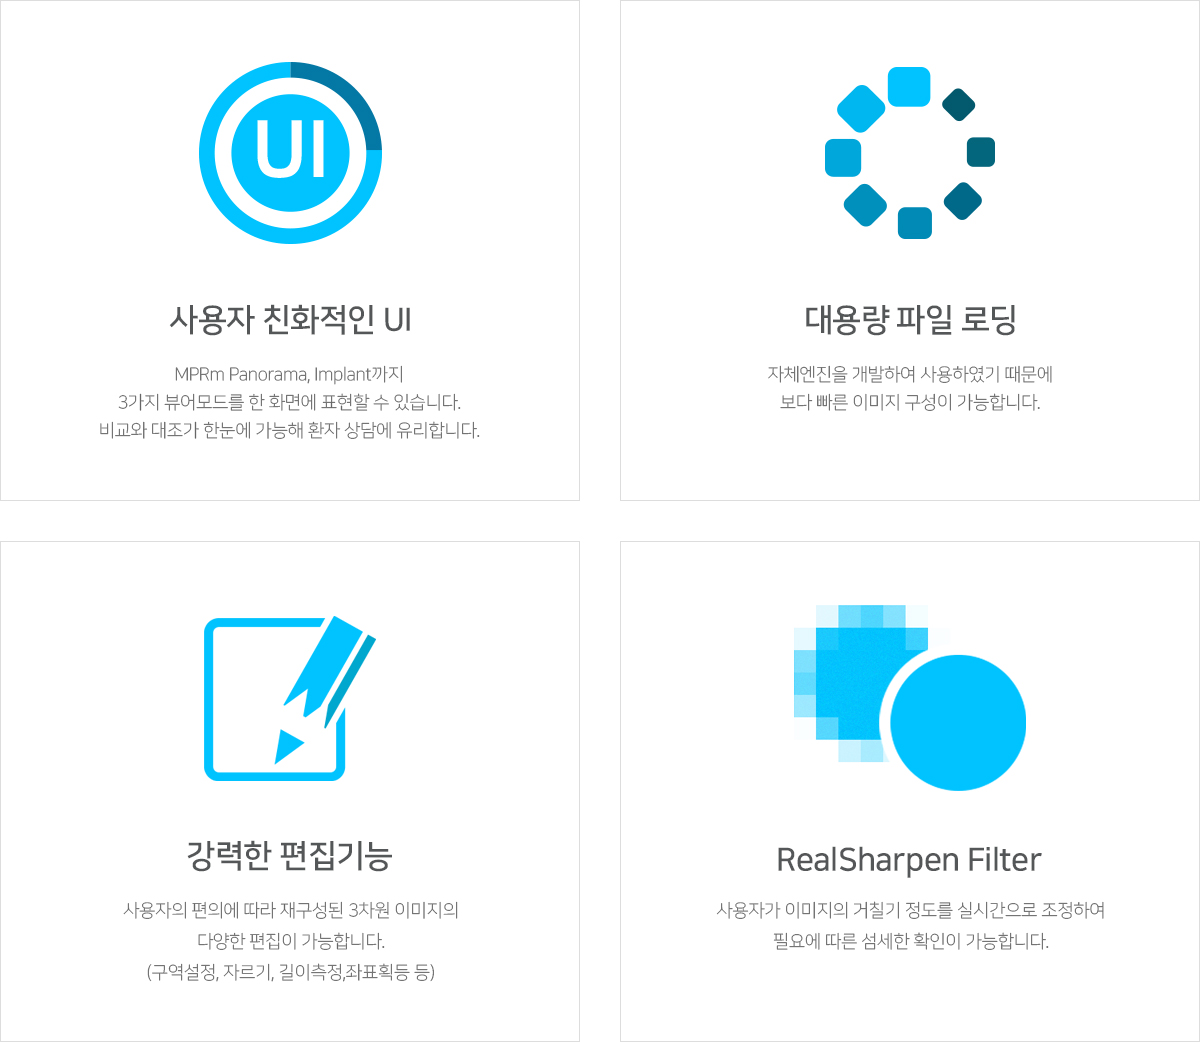 UI
사용자 친화적인 UI
MPRm Panorama, Implant까지
3가지 뷰어모드를 한 화면에 표현할 수 있습니다.
비교와 대조가 한눈에 가능해 환자 상담에 유리합니다.
대용량 파일 로딩
자체엔진을 개발하여 사용하였기 때문에
보다 빠른 이미지 구성이 가능합니다.
강력한 편집기능
사용자의 편의에 따라 재구성된 3차원 이미지의
다양한 편집이 가능합니다.
(구역설정, 자르기, 길이측정,좌표획등 등)
RealSharpen Filter
사용자가 이미지의 거칠기 정도를 실시간으로 조정하여
필요에 따른 섬세한 확인이 가능합니다.